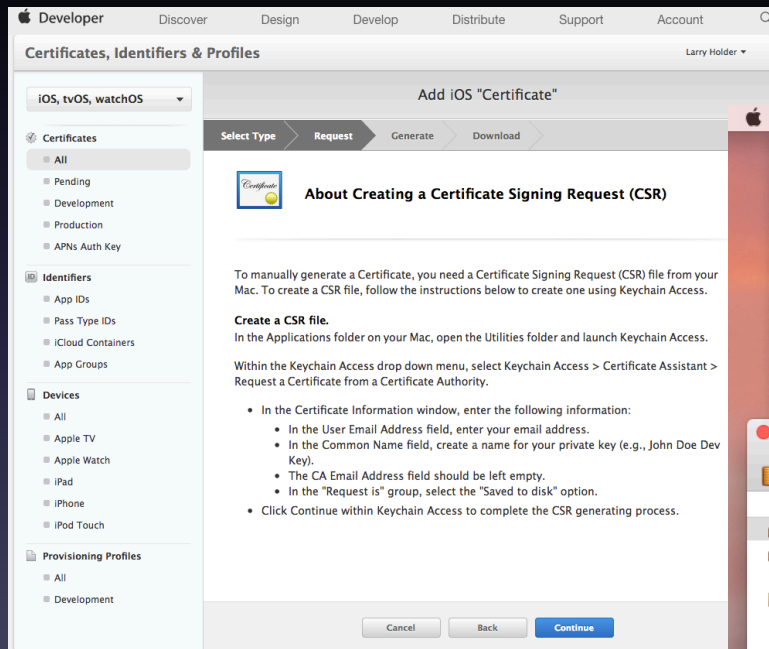 Developer Discover Design Develop Distribute Support Account
Certificates, Identifiers & Profiles
Larry Holder
iOS, tvOS, watchOS
Certificates
All
Pending
Development
Production
APNs Auth Key
Identifiers
App IDs
Pass Type IDs
iCloud Containers
App Groups
Devices
All
Apple TV
Apple Watch
iPad
iPhone
iPod Touch
Provisioning Profiles
All
Development
Add iOS "Certificate"
Select Type Request Generate Download
Certificate
About Creating a Certificate Signing Request (CSR)
To manually generate a Certificate, you need a Certificate Signing Request (CSR) file from your
Mac. To create a CSR file, follow the instructions below to create one using Keychain Access.
Create a CSR file.
In the Applications folder on your Mac, open the Utilities folder and launch Keychain Access.
Within the Keychain Access drop down menu, select Keychain Access > Certificate Assistant >
Request a Certificate from a Certificate Authority.
• In the Certificate Information window, enter the following information:
• In the User Email Address field, enter your email address.
• In the Common Name field, create a name for your private key (e.g., John Doe Dev
Key).
• The CA Email Address field should be left empty.
• In the "Request is" group, select the "Saved to disk" option.
• Click Continue within Keychain Access to complete the CSR generating process.
Cancel Back Continue